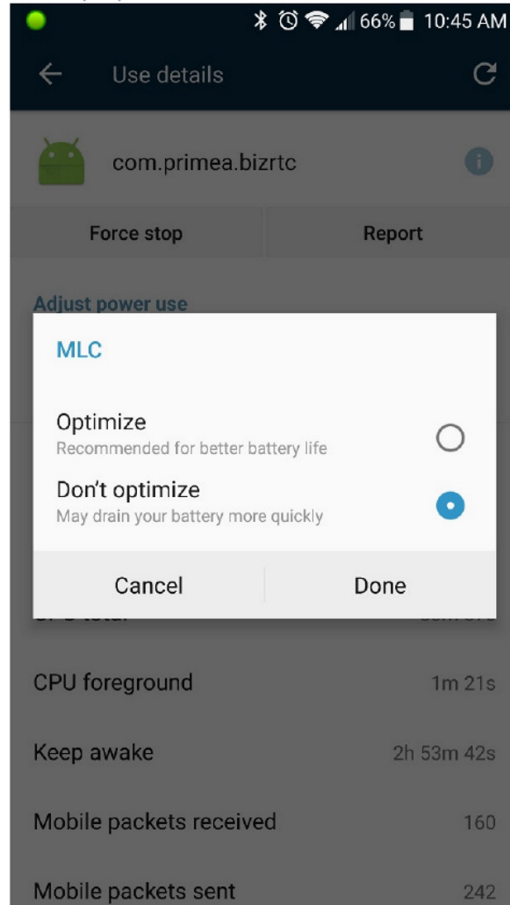 66% 10:45 AM
Use details
com.primea.bizrtc
Force stop Report
Adjust power use
MLC
Optimize
Recommended for better battery life
Don't optimize
May drain your battery more quickly
Cancel Done
CPU foreground 1m 21s
Keep awake 2h 53m 42s
Mobile packets received 160
Mobile packets sent 242